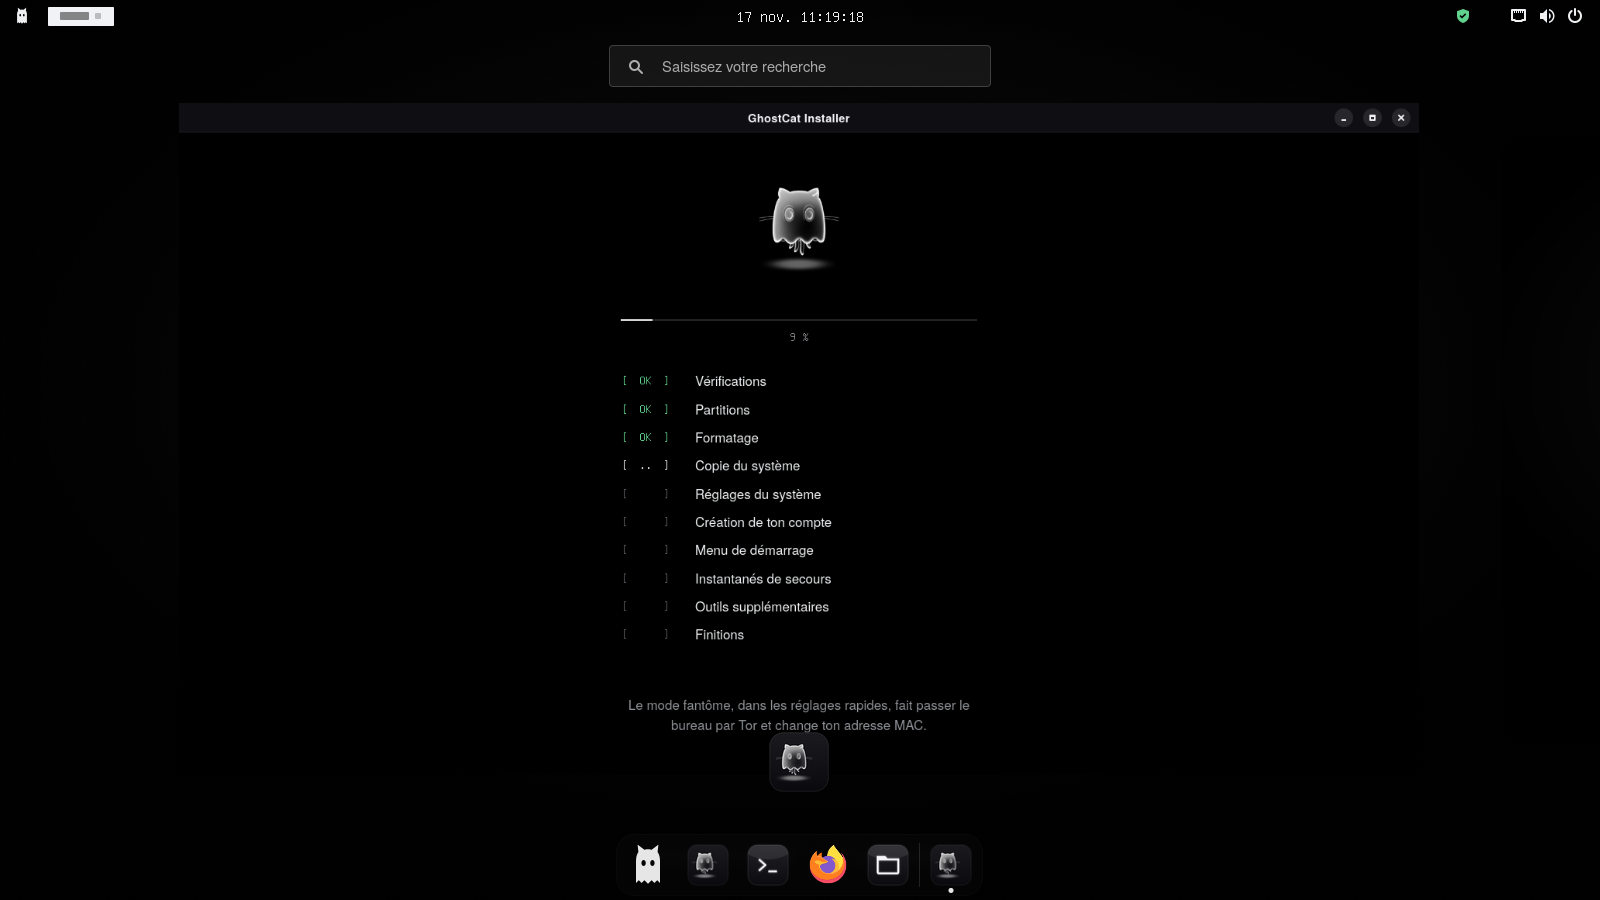 17 nov. 11:19:18
Saisissez votre recherche
GhostCat Installer
9 %
[ OK ] Vérifications
[ OK ] Partitions
[ OK ] Formatage
[ .. ] Copie du système
[ ] Réglages du système
[ ] Création de ton compte
[ ] Menu de démarrage
[ ] Instantanés de secours
[ ] Outils supplémentaires
[ ] Finitions
Le mode fantôme, dans les réglages rapides, fait passer le
bureau par Tor et change ton adresse MAC.